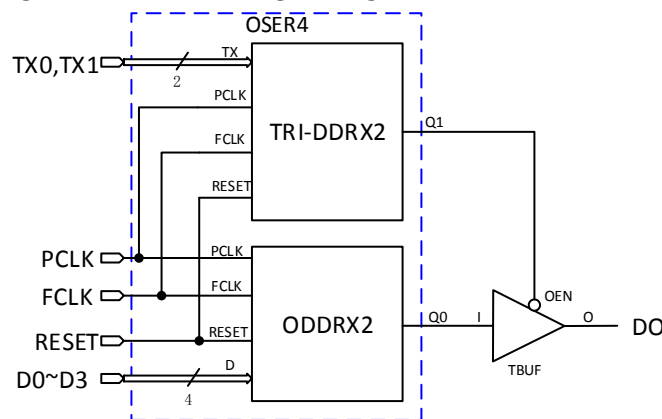 OSER4
TX0,TX1
2
TX
PCLK
FCLK
RESET
TRI-DDRX2
Q1
PCLK
FCLK
RESET
D0~D3
4
PCLK
FCLK
RESET
D
ODDRX2
Q0
I
OEN
O
DO
TBUF